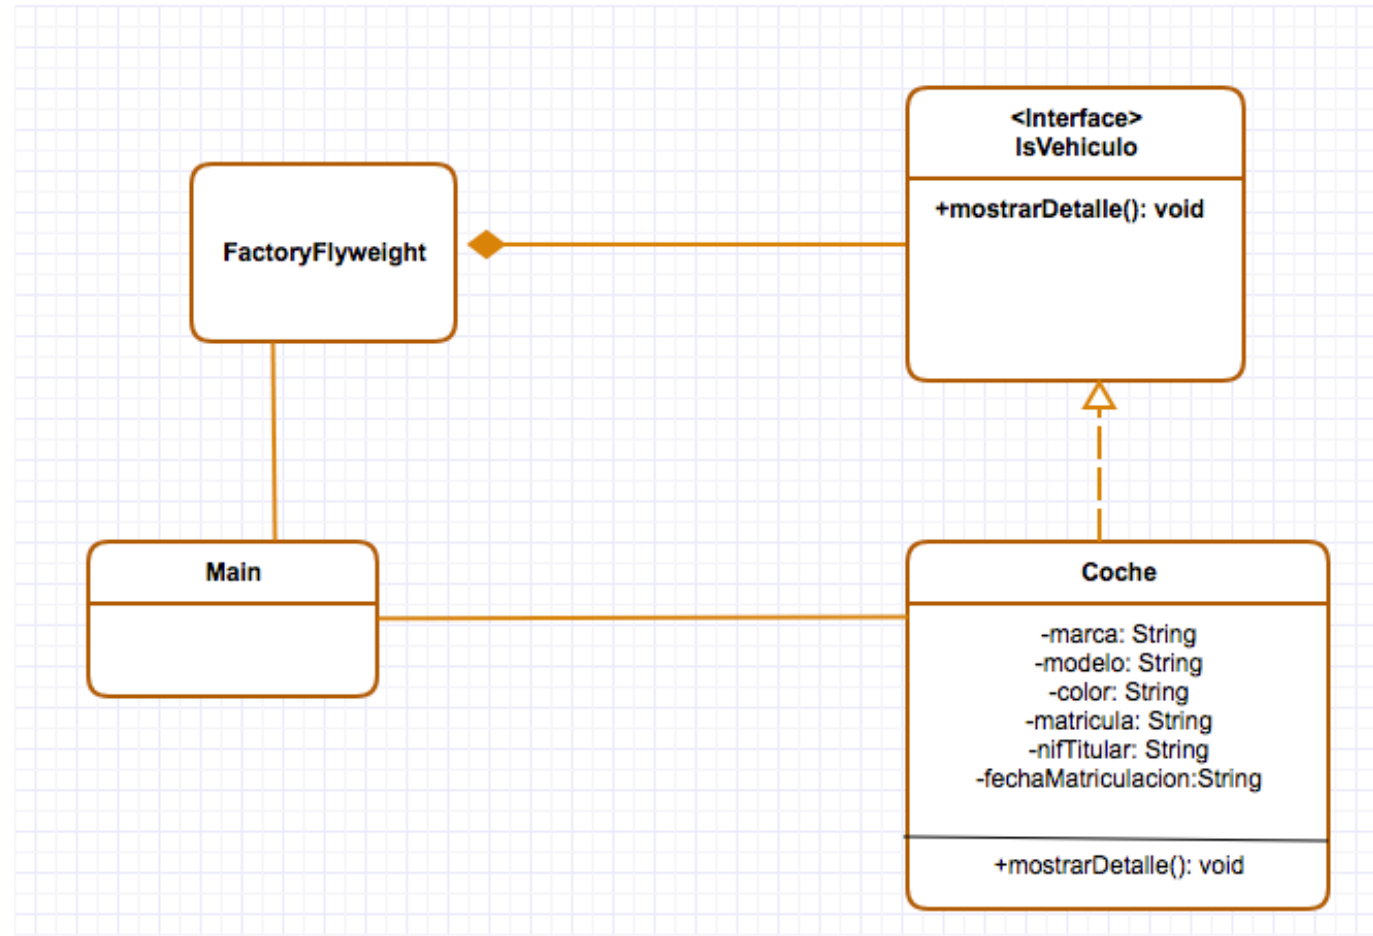 <Interface>
IsVehiculo
+mostrarDetalle(): void
FactoryFlyweight
Main
Coche
-marca: String
-modelo: String
-color: String
-matricula: String
-nifTitular: String
-fechaMatriculacion:String
+mostrarDetalle(): void